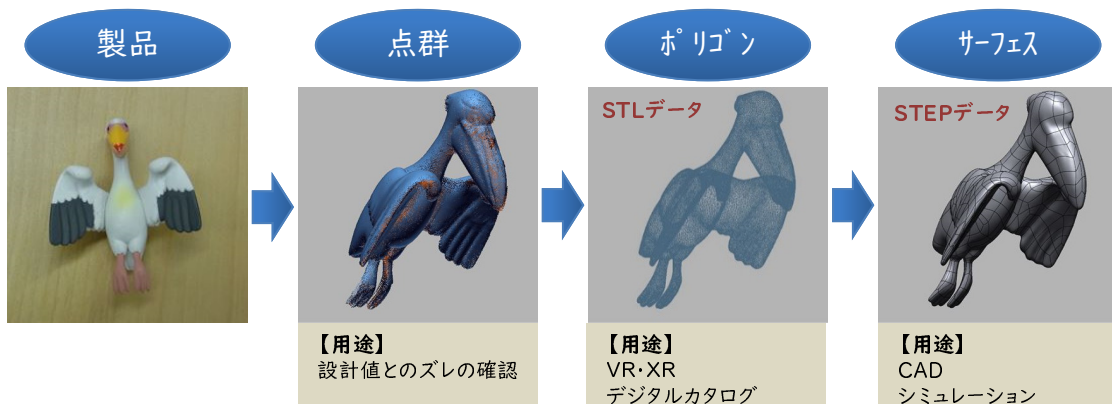 製品
点群
ﾎﾟﾘｺﾞﾝ
ｻｰﾌｪｽ
STLデータ
STEPデータ
【用途】
設計値とのズレの確認
【用途】
VR・XR
デジタルカタログ
【用途】
CAD
シミュレーション